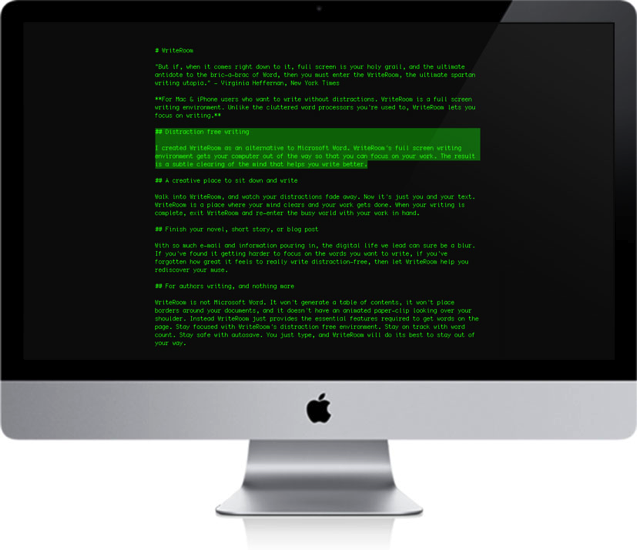 # WriteRoom
"But if, when it comes right down to it, full screen is your holy grail, and the ultimate
antidote to the bric-a-brac of Word, then you must enter the WriteRoom, the ultimate spartan
writing utopia." - Virginia Heffernan, New York Times
**For Mac & iPhone users who want to write without distractions. WriteRoom is a full screen
writing environment. Unlike the cluttered word processors you're used to, WriteRoom lets you
focus on writing.**
## Distraction free writing
I created WriteRoom as an alternative to Microsoft Word. WriteRoom's full screen writing
environment gets your computer out of the way so that you can focus on your work. The result
is a subtle clearing of the mind that helps you write better.
## A creative place to sit down and write
Walk into WriteRoom, and watch your distractions fade away. Now it's just you and your text.
WriteRoom is a place where your mind clears and your work gets done. When your writing is
complete, exit WriteRoom and re-enter the busy world with your work in hand.
## Finish your novel, short story, or blog post
With so much e-mail and information pouring in, the digital life we lead can sure be a blur.
If you've found it getting harder to focus on the words you want to write, if you've
forgotten how great it feels to really write distraction-free, then let WriteRoom help you
rediscover your muse.
## For authors writing, and nothing more
WriteRoom is not Microsoft Word. It won't generate a table of contents, it won't place
borders around your documents, and it doesn't have an animated paper-clip looking over your
shoulder. Instead WriteRoom just provides the essential features required to get words on the
page. Stay focused with WriteRoom's distraction free environment. Stay on track with word
count. Stay safe with autosave. You just type, and WriteRoom will do its best to stay out of
your way.